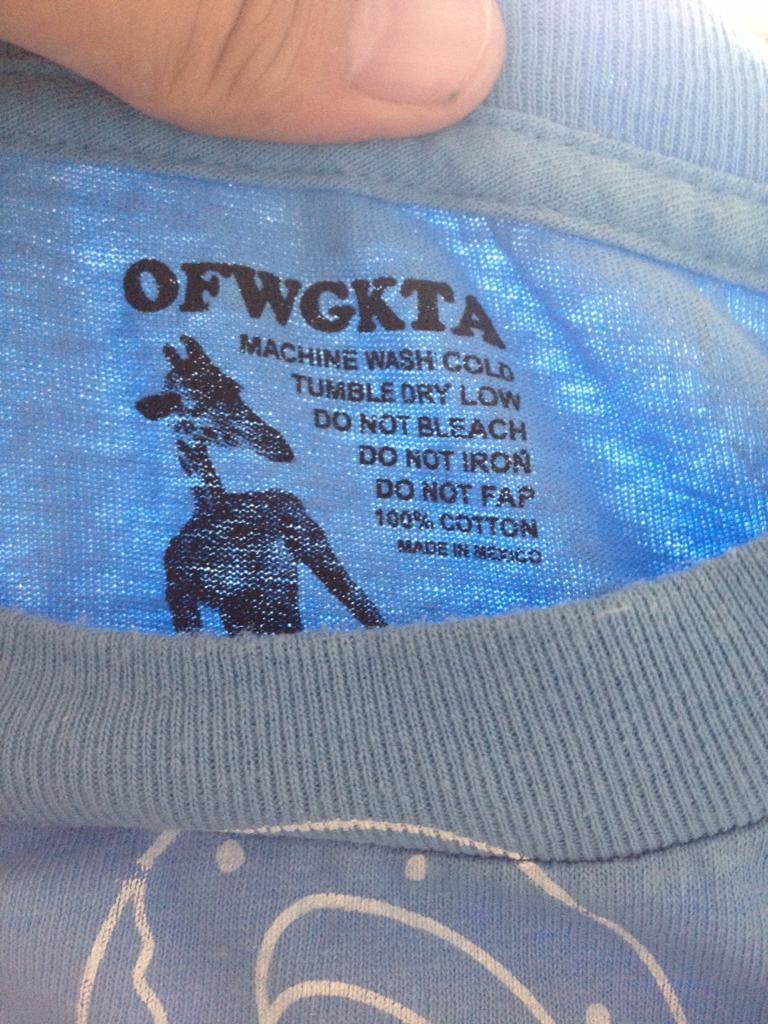 OFWGKTA
MACHINE WASH COLD
TUMBLE DRY LOW
DO NOT BLEACH
DO NOT IRON
DO NOT FAP
100% COTTON
MADE IN MEXICO